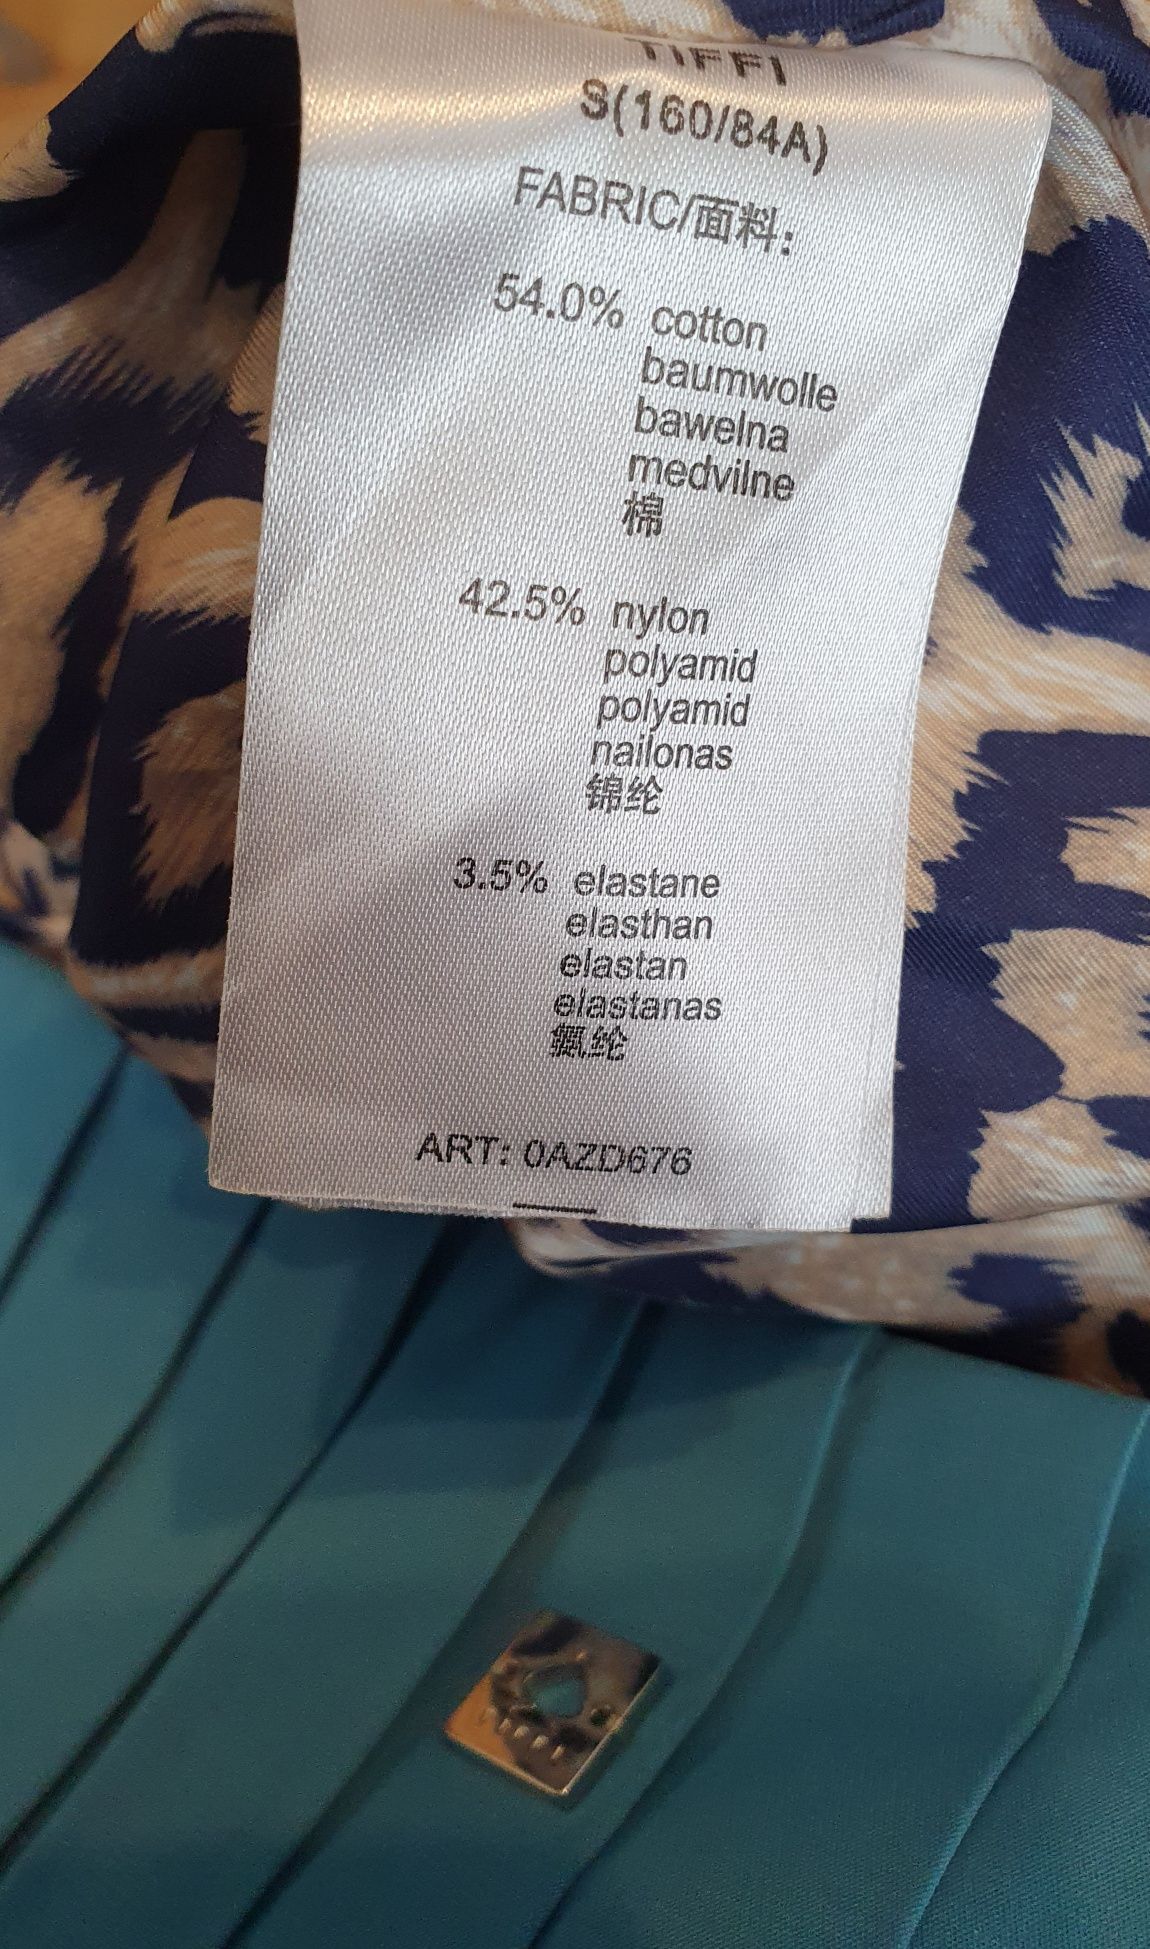 TIFFI
S(160/84A)
FABRIC/面料:
54.0% cotton
baumwolle
bawelna
medvilne
棉
42.5% nylon
polyamid
polyamid
nailonas
锦纶
3.5% elastane
elasthan
elastan
elastanas
氨纶
ART: 0AZD676
TIFFI